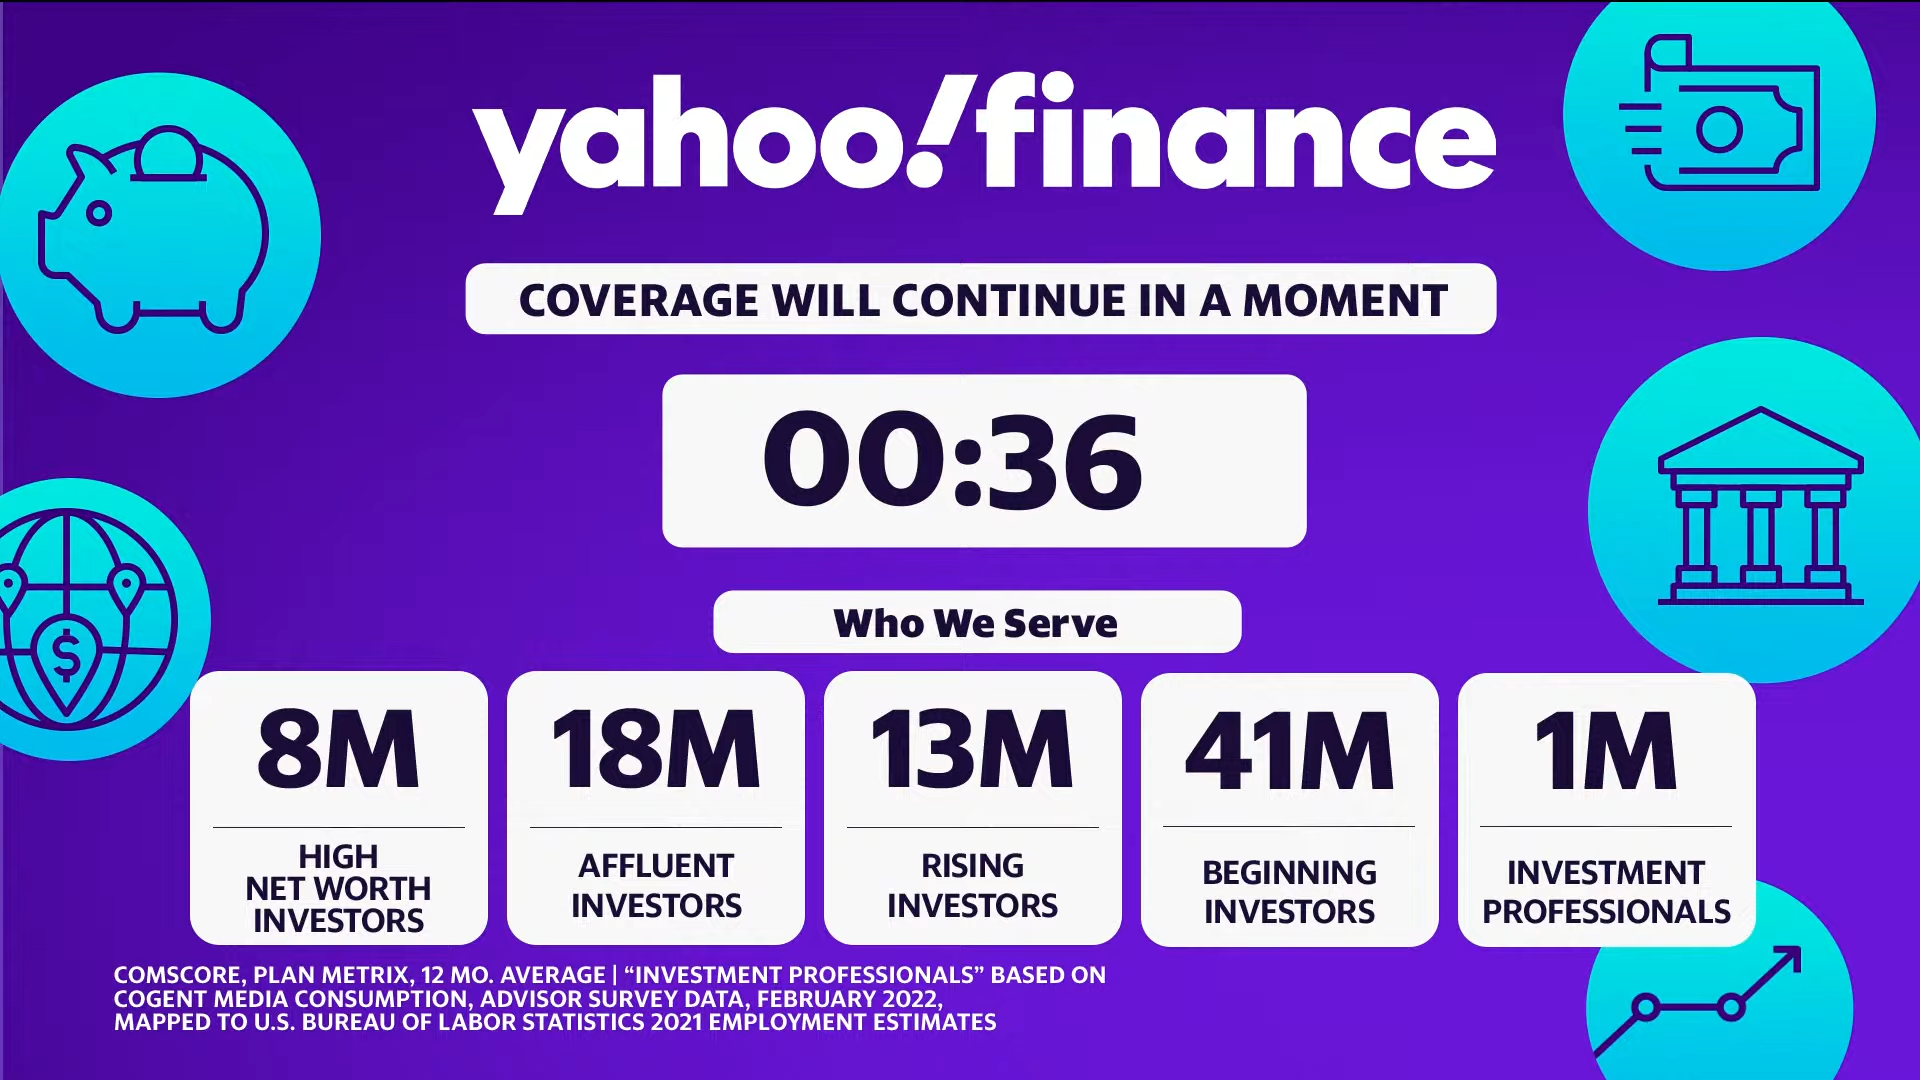 yahoo!finance
COVERAGE WILL CONTINUE IN A MOMENT
00:36
Who We Serve
8M
HIGH
NET WORTH
INVESTORS
18M
AFFLUENT
INVESTORS
13M
RISING
INVESTORS
41M
BEGINNING
INVESTORS
1M
INVESTMENT
PROFESSIONALS
$
COMSCORE, PLAN METRIX, 12 MO. AVERAGE | “INVESTMENT PROFESSIONALS” BASED ON
COGENT MEDIA CONSUMPTION, ADVISOR SURVEY DATA, FEBRUARY 2022,
MAPPED TO U.S. BUREAU OF LABOR STATISTICS 2021 EMPLOYMENT ESTIMATES